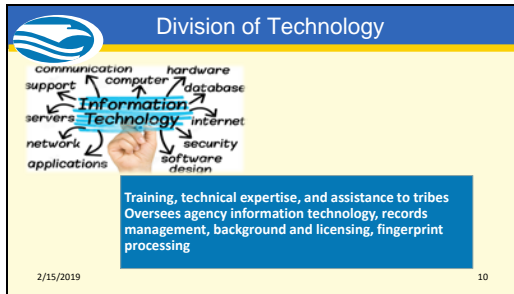 Division of Technology
communication hardware
support computer database
Information
servers Technology internet
network security
applications software
design
Training, technical expertise, and assistance to tribes
Oversees agency information technology, records
management, background and licensing, fingerprint
processing
2/15/2019 10